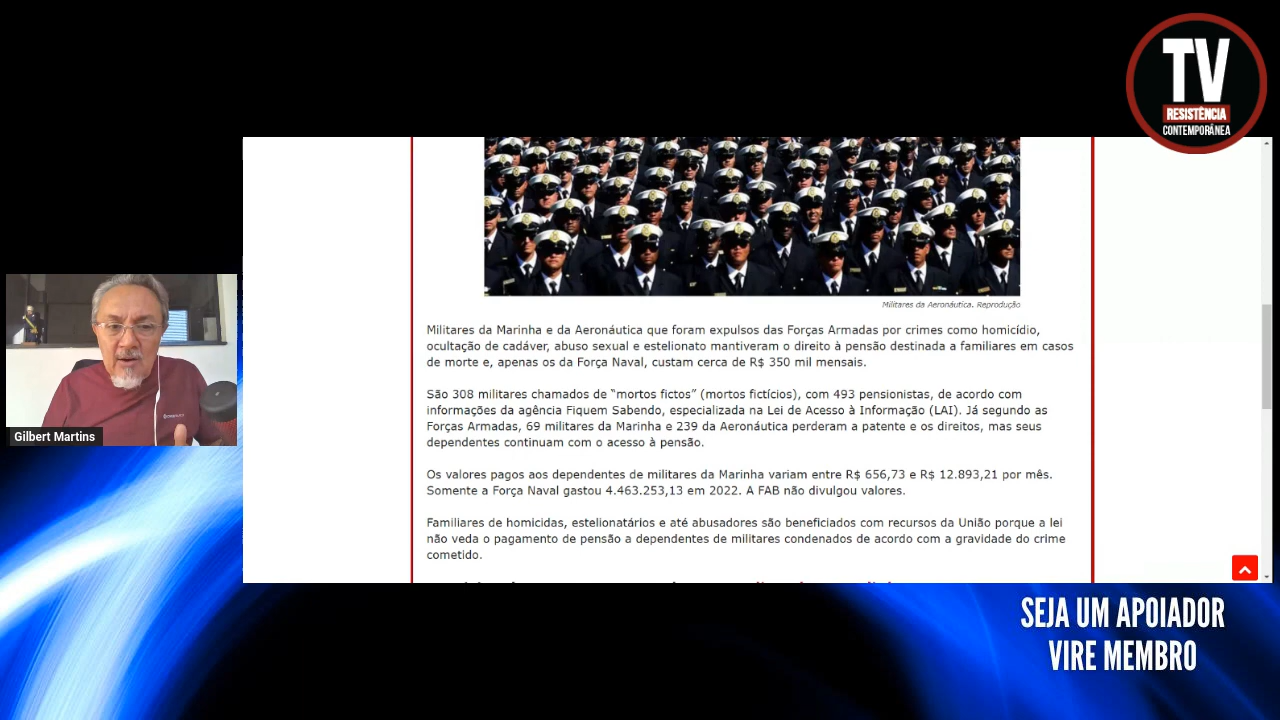 TV
RESISTÊNCIA
CONTEMPORÂNEA
Militares da Aeronáutica. Reprodução
Militares da Marinha e da Aeronáutica que foram expulsos das Forças Armadas por crimes como homicídio,
ocultação de cadáver, abuso sexual e estelionato mantiveram o direito à pensão destinada a familiares em casos
de morte e, apenas os da Força Naval, custam cerca de R$ 350 mil mensais.
São 308 militares chamados de “mortos fictos” (mortos fictícios), com 493 pensionistas, de acordo com
informações da agência Fiquem Sabendo, especializada na Lei de Acesso à Informação (LAI). Já segundo as
Forças Armadas, 69 militares da Marinha e 239 da Aeronáutica perderam a patente e os direitos, mas seus
dependentes continuam com o acesso à pensão.
Os valores pagos aos dependentes de militares da Marinha variam entre R$ 656,73 e R$ 12.893,21 por mês.
Somente a Força Naval gastou 4.463.253,13 em 2022. A FAB não divulgou valores.
Familiares de homicidas, estelionatários e até abusadores são beneficiados com recursos da União porque a lei
não veda o pagamento de pensão a dependentes de militares condenados de acordo com a gravidade do crime
cometido.
Gilbert Martins
SEJA UM APOIADOR
VIRE MEMBRO